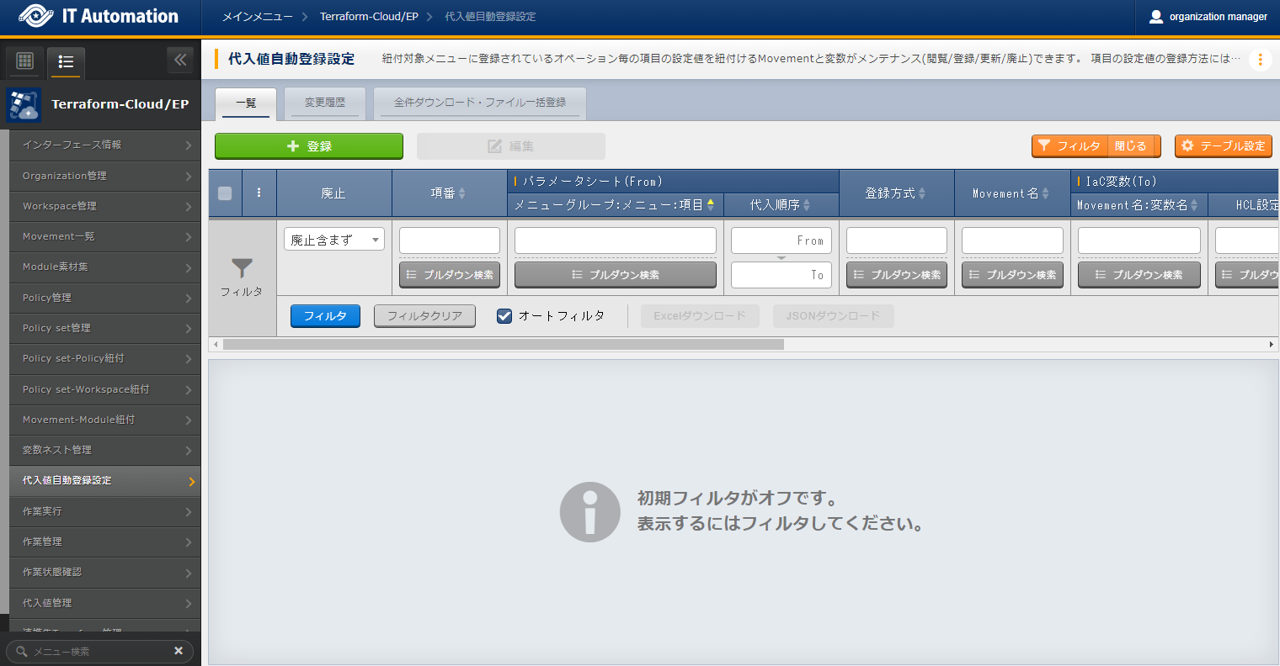 IT Automation
メインメニュー
Terraform-Cloud/EP
代入値自動登録設定
organization manager
Terraform-Cloud/EP
インターフェース情報
Organization管理
Workspace管理
Movement一覧
Module素材集
Policy管理
Policy set管理
Policy set-Policy紐付
Policy set-Workspace紐付
Movement-Module紐付
変数ネスト管理
代入値自動登録設定
作業実行
作業管理
作業状態確認
代入値管理
メニュー検索
代入値自動登録設定
紐付対象メニューに登録されているオペーション毎の項目の設定値を紐付けるMovementと変数がメンテナンス(閲覧/登録/更新/廃止)できます。 項目の設定値の登録方法には…
一覧
変更履歴
全件ダウンロード・ファイル一括登録
登録
編集
フィルタ 閉じる
テーブル設定
廃止
項番
パラメータシート(From)
メニューグループ:メニュー:項目
代入順序
登録方式
Movement名
IaC変数(To)
Movement名:変数名
HCL設定
フィルタ
廃止含まず
From
To
プルダウン検索
プルダウン検索
プルダウン検索
プルダウン検索
プルダウン検索
プルダウ
フィルタ
フィルタクリア
オートフィルタ
Excelダウンロード
JSONダウンロード
初期フィルタがオフです。
表示するにはフィルタしてください。